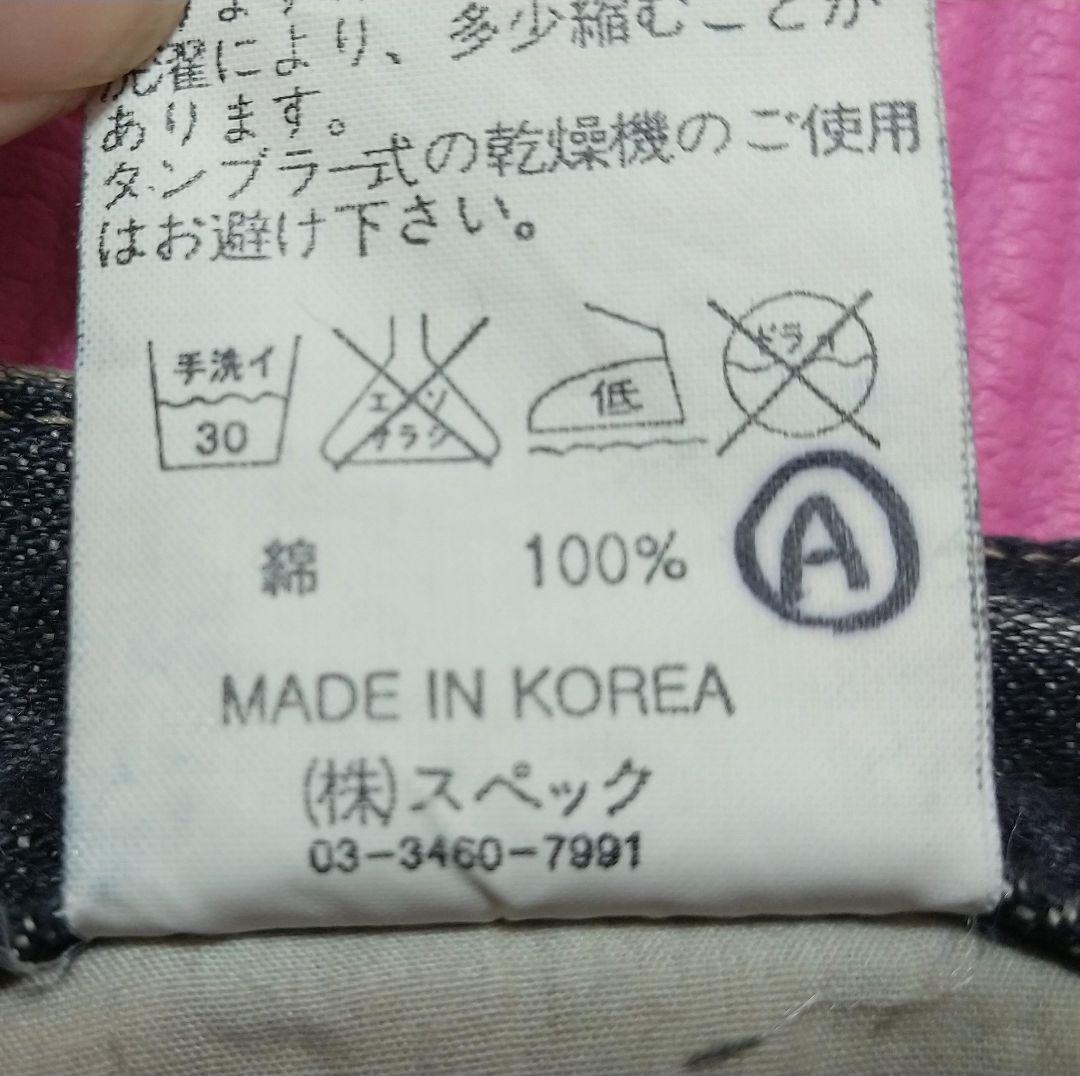 洗濯により、多少縮むことが
あります。
タンブラー式の乾燥機のご使用
はお避け下さい。
手洗イ
30
エンソ
サラシ
低
ドライ
綿 100%
A
MADE IN KOREA
(株)スペック
03-3460-7991